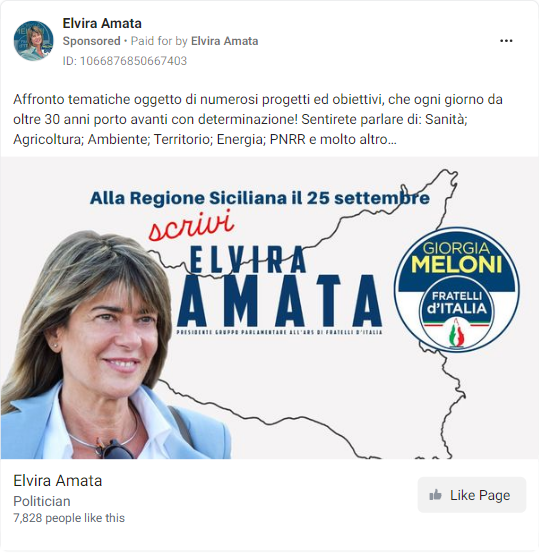 Elvira Amata
Sponsored • Paid for by Elvira Amata
ID: 1066876850667403
Affronto tematiche oggetto di numerosi progetti ed obiettivi, che ogni giorno da
oltre 30 anni porto avanti con determinazione! Sentirete parlare di: Sanità;
Agricoltura; Ambiente; Territorio; Energia; PNRR e molto altro...
Alla Regione Siciliana il 25 settembre
scrivi
ELVIRA
AMATA
PRESIDENTE GRUPPO PARLAMENTARE ALL'ARS DI FRATELLI D'ITALIA
GIORGIA
MELONI
FRATELLI
d'ITALIA
Elvira Amata
Politician
7,828 people like this
Like Page